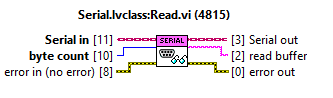 Serial.lvclass:Read.vi (4815)
Serial in [11] SERIAL [3] Serial out
byte count [10] [2] read buffer
error in (no error) [8] [0] error out